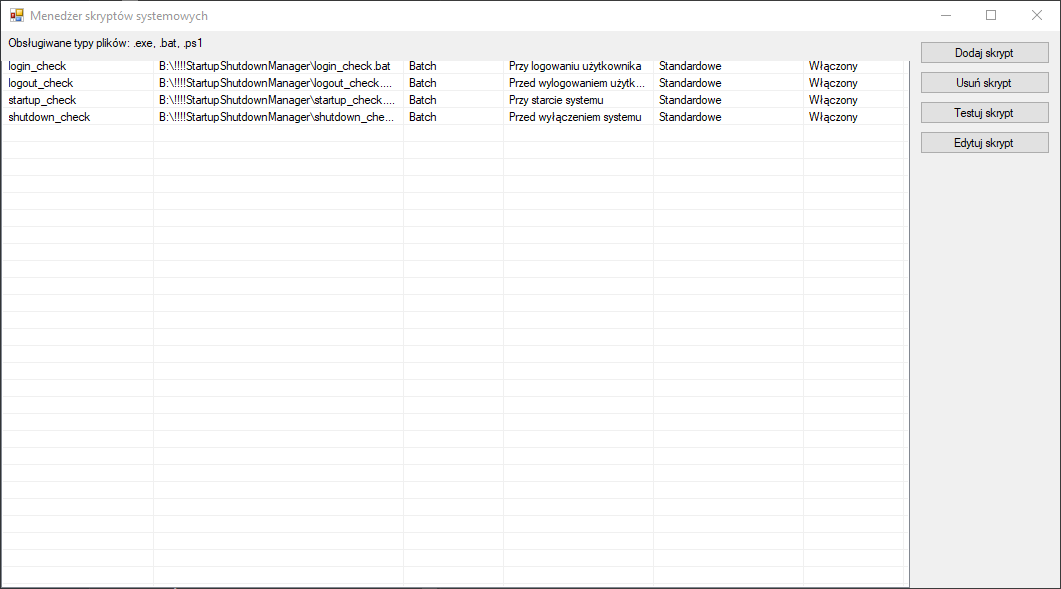 Menedżer skryptów systemowych
Obsługiwane typy plików: .exe, .bat, .ps1
Dodaj skrypt
login_check B:\!!!!StartupShutdownManager\login_check.bat Batch Przy logowaniu użytkownika Standardowe Włączony
logout_check B:\!!!!StartupShutdownManager\logout_check.... Batch Przed wylogowaniem użytk... Standardowe Włączony
Usuń skrypt
startup_check B:\!!!!StartupShutdownManager\startup_check.... Batch Przy starcie systemu Standardowe Włączony
shutdown_check B:\!!!!StartupShutdownManager\shutdown_che... Batch Przed wyłączeniem systemu Standardowe Włączony
Testuj skrypt
Edytuj skrypt